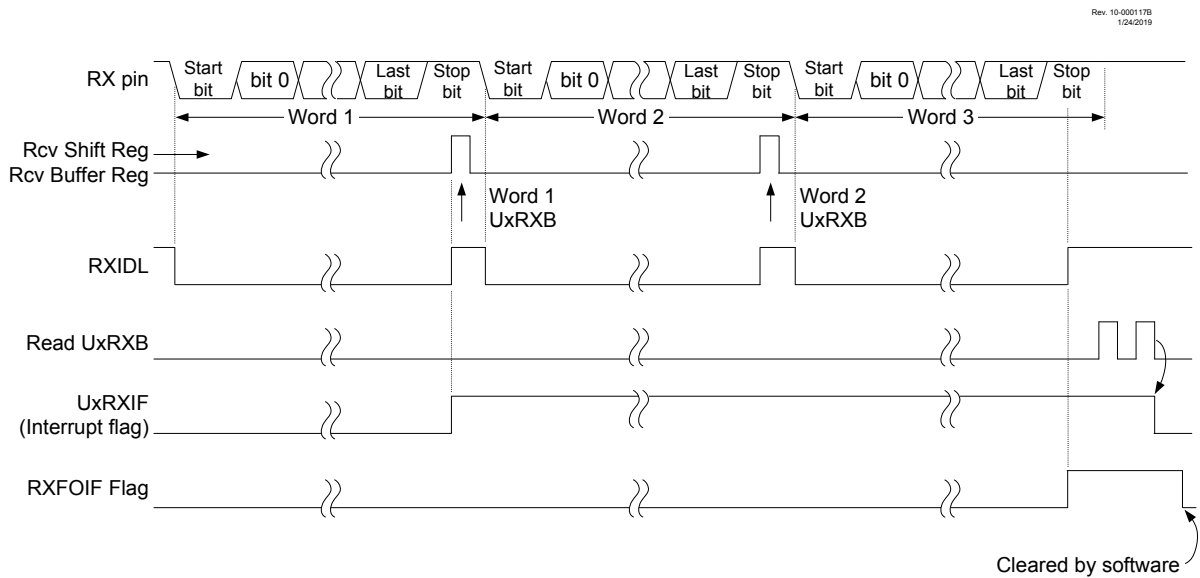 Rev. 10-000117B
1/24/2019
RX pin
Start bit
bit 0
Last bit
Stop bit
Start bit
bit 0
Last bit
Stop bit
Start bit
bit 0
Last bit
Stop bit
Word 1
Word 2
Word 3
Rcv Shift Reg
Rcv Buffer Reg
Word 1
UxRXB
Word 2
UxRXB
RXIDL
Read UxRXB
UxRXIF
(Interrupt flag)
RXFOIF Flag
Cleared by software